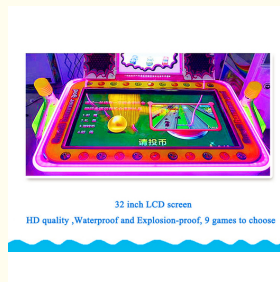 请投币
32 inch LCD screen
HD quality ,Waterproof and Explosion-proof, 9 games to choose